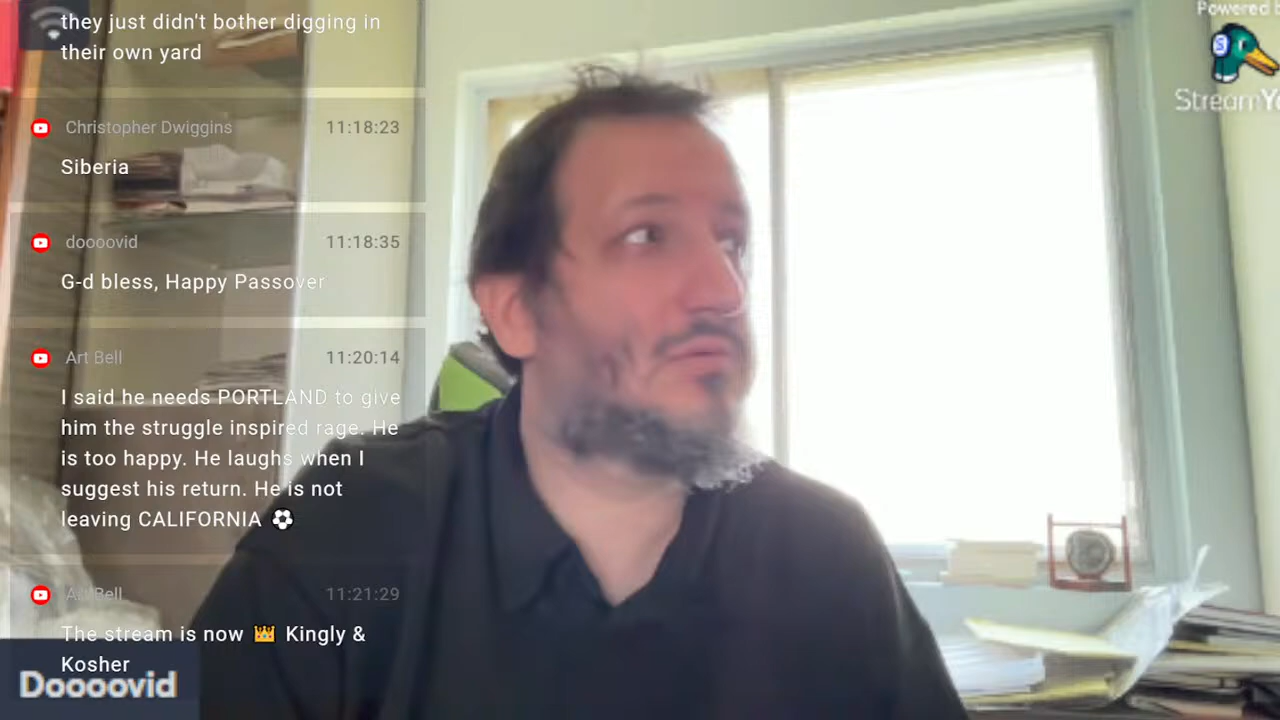 they just didn't bother digging in
their own yard
Christopher Dwiggins 11:18:23
Siberia
doooovid 11:18:35
G-d bless, Happy Passover
Art Bell 11:20:14
I said he needs PORTLAND to give
him the struggle inspired rage. He
is too happy. He laughs when I
suggest his return. He is not
leaving CALIFORNIA ⚽
Art Bell 11:21:29
The stream is now 👑 Kingly &
Kosher
Doooovid
Powered